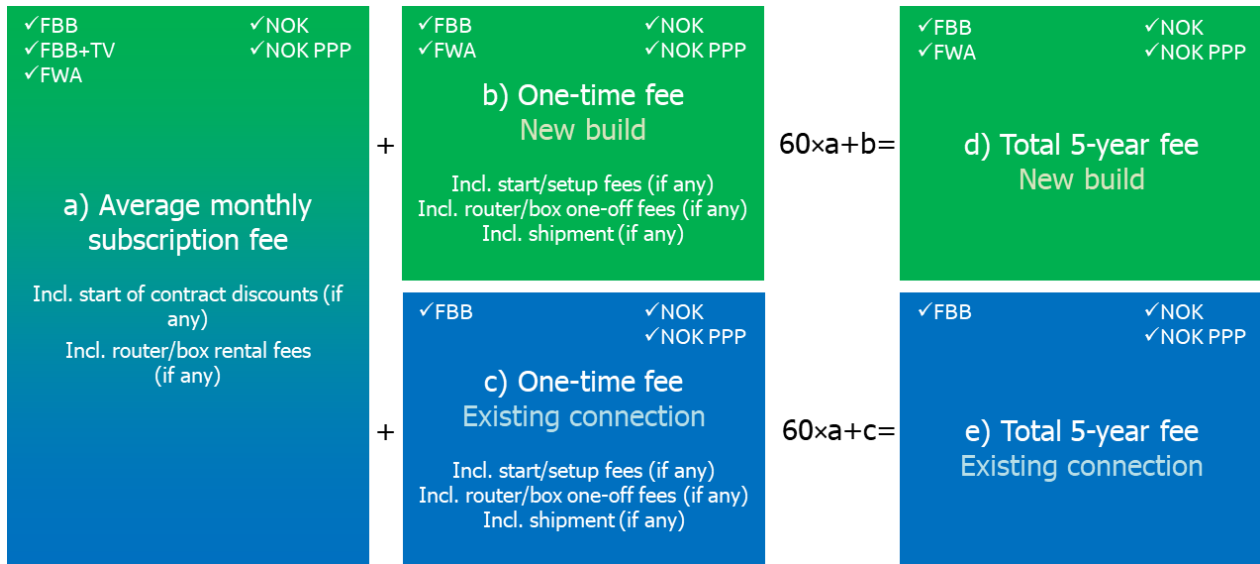 ✓FBB ✓NOK
✓FBB+TV ✓NOK PPP
✓FWA
a) Average monthly
subscription fee
Incl. start of contract discounts (if
any)
Incl. router/box rental fees
(if any)
+
✓FBB ✓NOK
✓FWA ✓NOK PPP
b) One-time fee
New build
Incl. start/setup fees (if any)
Incl. router/box one-off fees (if any)
Incl. shipment (if any)
60×a+b=
✓FBB ✓NOK
✓FWA ✓NOK PPP
d) Total 5-year fee
New build
+
✓FBB ✓NOK
✓NOK PPP
c) One-time fee
Existing connection
Incl. start/setup fees (if any)
Incl. router/box one-off fees (if any)
Incl. shipment (if any)
60×a+c=
✓FBB ✓NOK
✓NOK PPP
e) Total 5-year fee
Existing connection